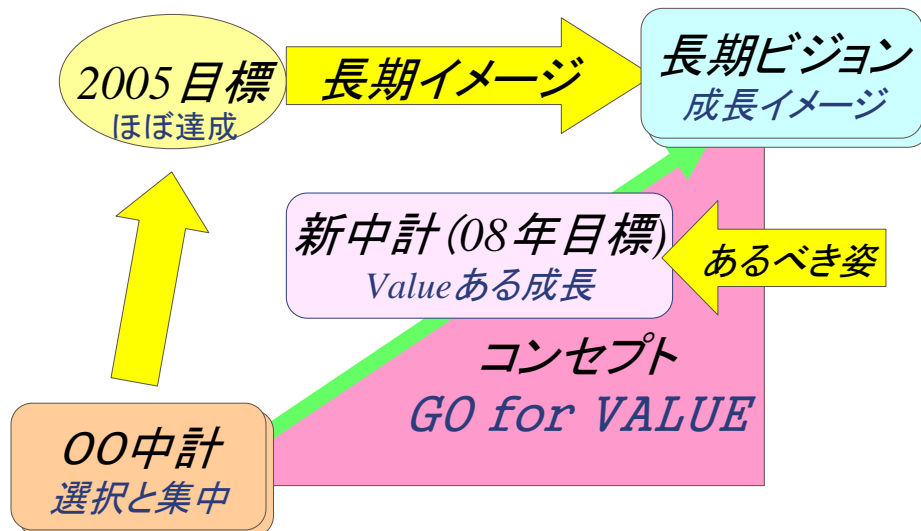 2005目標
ほぼ達成
長期イメージ
長期ビジョン
成長イメージ
新中計(08年目標)
Valueある成長
あるべき姿
コンセプト
GO for VALUE
00中計
選択と集中